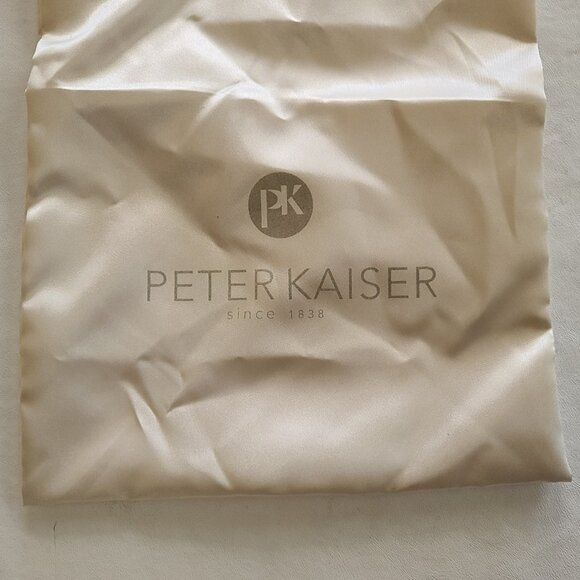 PK
PETER KAISER
since 1838